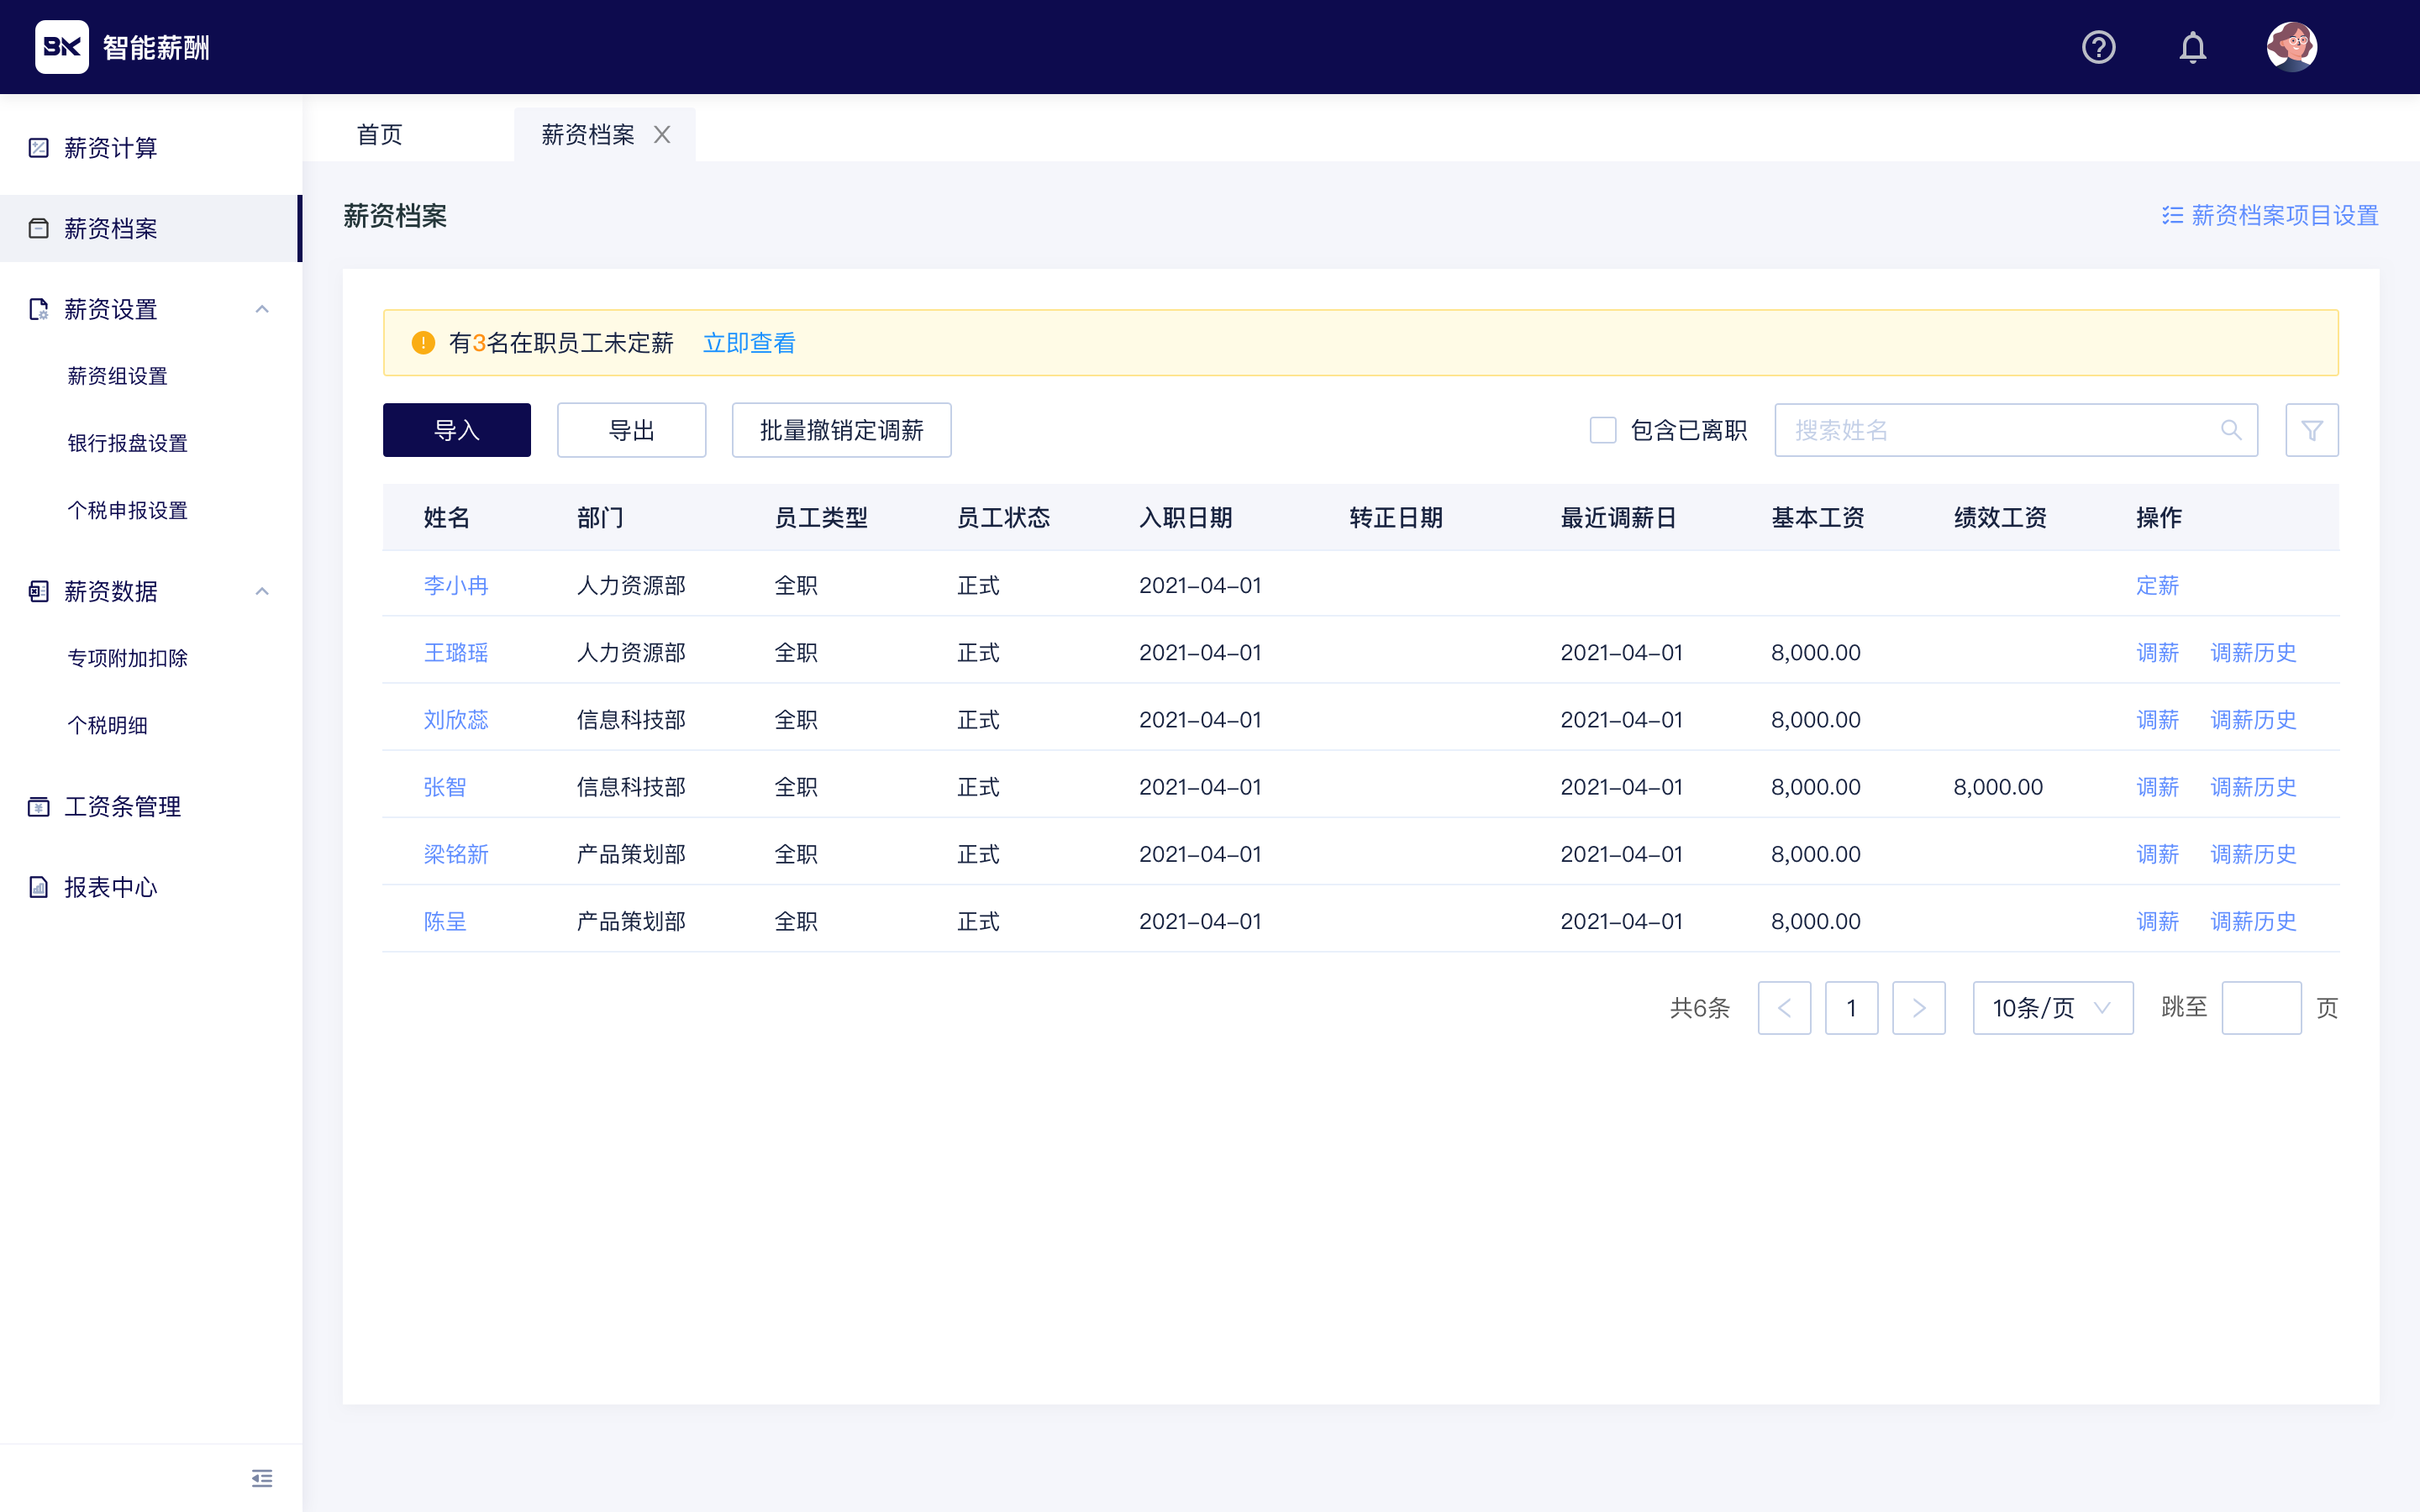 BK 智能薪酬
薪资计算
薪资档案
薪资设置
薪资组设置
银行报盘设置
个税申报设置
薪资数据
专项附加扣除
个税明细
工资条管理
报表中心
首页 薪资档案
薪资档案 薪资档案项目设置
有3名在职员工未定薪 立即查看
导入 导出 批量撤销定调薪 包含已离职 搜索姓名
姓名 部门 员工类型 员工状态 入职日期 转正日期 最近调薪日 基本工资 绩效工资 操作
李小冉 人力资源部 全职 正式 2021-04-01 定薪
王璐瑶 人力资源部 全职 正式 2021-04-01 2021-04-01 8,000.00 调薪 调薪历史
刘欣蕊 信息科技部 全职 正式 2021-04-01 2021-04-01 8,000.00 调薪 调薪历史
张智 信息科技部 全职 正式 2021-04-01 2021-04-01 8,000.00 8,000.00 调薪 调薪历史
梁铭新 产品策划部 全职 正式 2021-04-01 2021-04-01 8,000.00 调薪 调薪历史
陈呈 产品策划部 全职 正式 2021-04-01 2021-04-01 8,000.00 调薪 调薪历史
共6条 1 10条/页 跳至 页